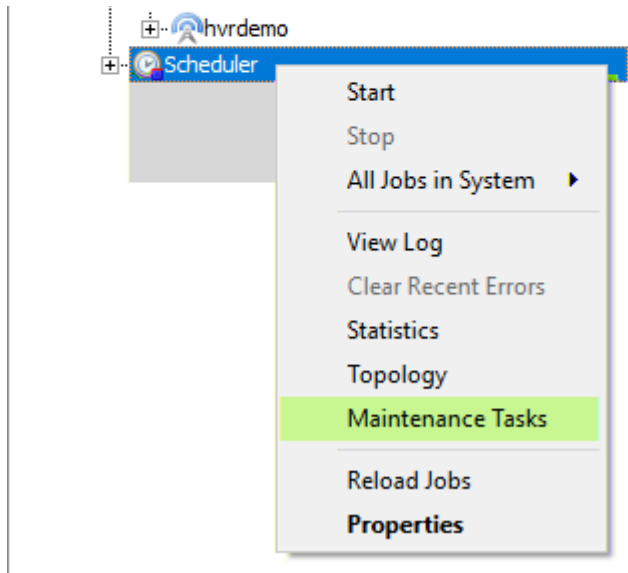 hvrdemo
Scheduler
Start
Stop
All Jobs in System
View Log
Clear Recent Errors
Statistics
Topology
Maintenance Tasks
Reload Jobs
Properties